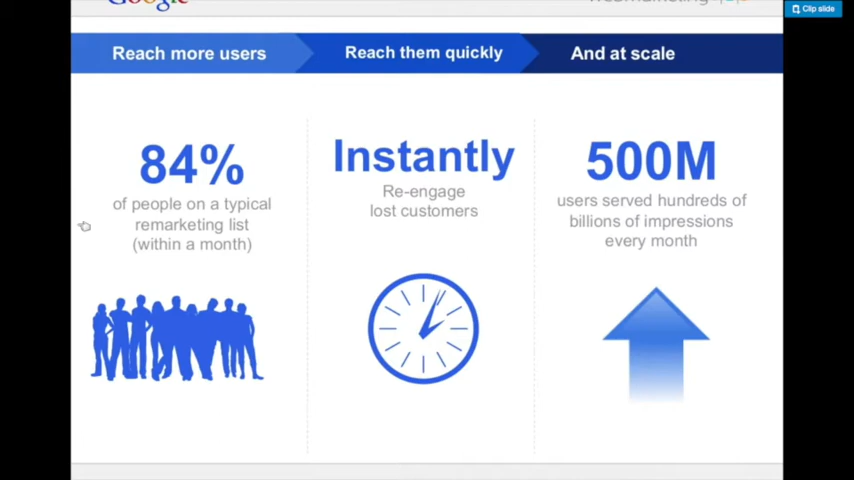 Google
Clip slide
Reach more users
Reach them quickly
And at scale
84%
of people on a typical
remarketing list
(within a month)
Instantly
Re-engage
lost customers
500M
users served hundreds of
billions of impressions
every month